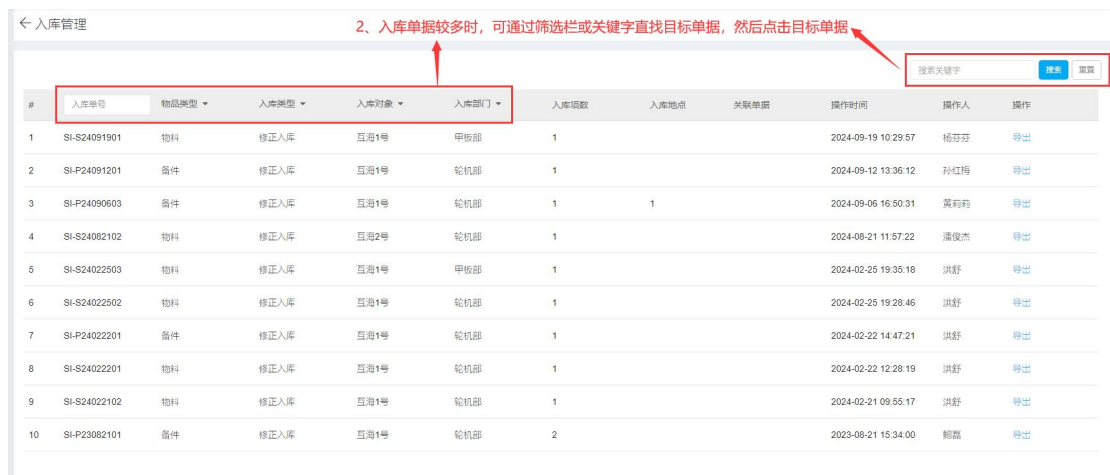 ← 入库管理
2、入库单据较多时，可通过筛选栏或关键字直找目标单据，然后点击目标单据
搜索关键字 搜索 重置
# 入库单号 物品类型 入库类型 入库对象 入库部门 入库项数 入库地点 关联单据 操作时间 操作人 操作
1 SI-S24091901 物料 修正入库 互海1号 甲板部 1 2024-09-19 10:29:57 杨芬芬 导出
2 SI-P24091201 备件 修正入库 互海1号 轮机部 1 2024-09-12 13:36:12 孙红梅 导出
3 SI-P24090603 备件 修正入库 互海1号 轮机部 1 1 2024-09-06 16:50:31 黄莉莉 导出
4 SI-S24082102 物料 修正入库 互海2号 轮机部 1 2024-08-21 11:57:22 潘俊杰 导出
5 SI-S24022503 物料 修正入库 互海1号 甲板部 1 2024-02-25 19:35:18 洪舒 导出
6 SI-S24022502 物料 修正入库 互海1号 轮机部 1 2024-02-25 19:28:46 洪舒 导出
7 SI-P24022201 备件 修正入库 互海1号 轮机部 1 2024-02-22 14:47:21 洪舒 导出
8 SI-S24022201 物料 修正入库 互海1号 轮机部 1 2024-02-22 12:28:19 洪舒 导出
9 SI-S24022102 物料 修正入库 互海1号 轮机部 1 2024-02-21 09:55:17 洪舒 导出
10 SI-P23082101 备件 修正入库 互海1号 轮机部 2 2023-08-21 15:34:00 鲍磊 导出